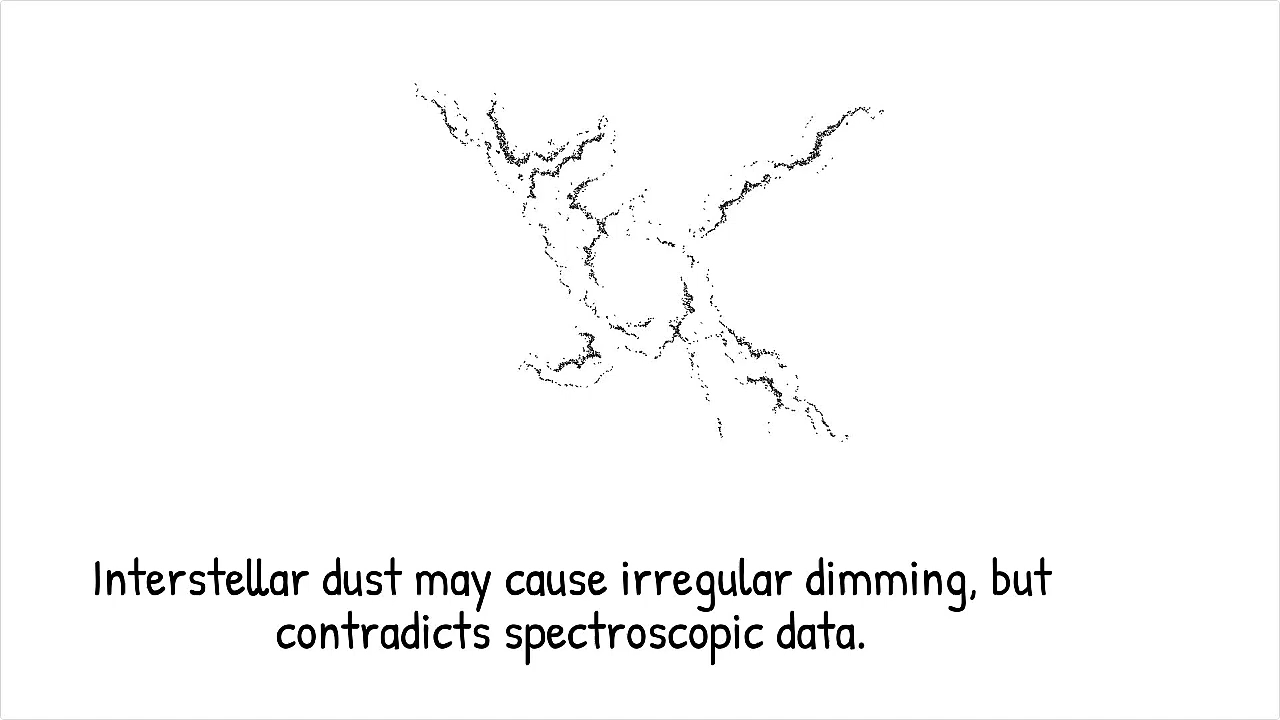 Interstellar dust may cause irregular dimming, but
contradicts spectroscopic data.